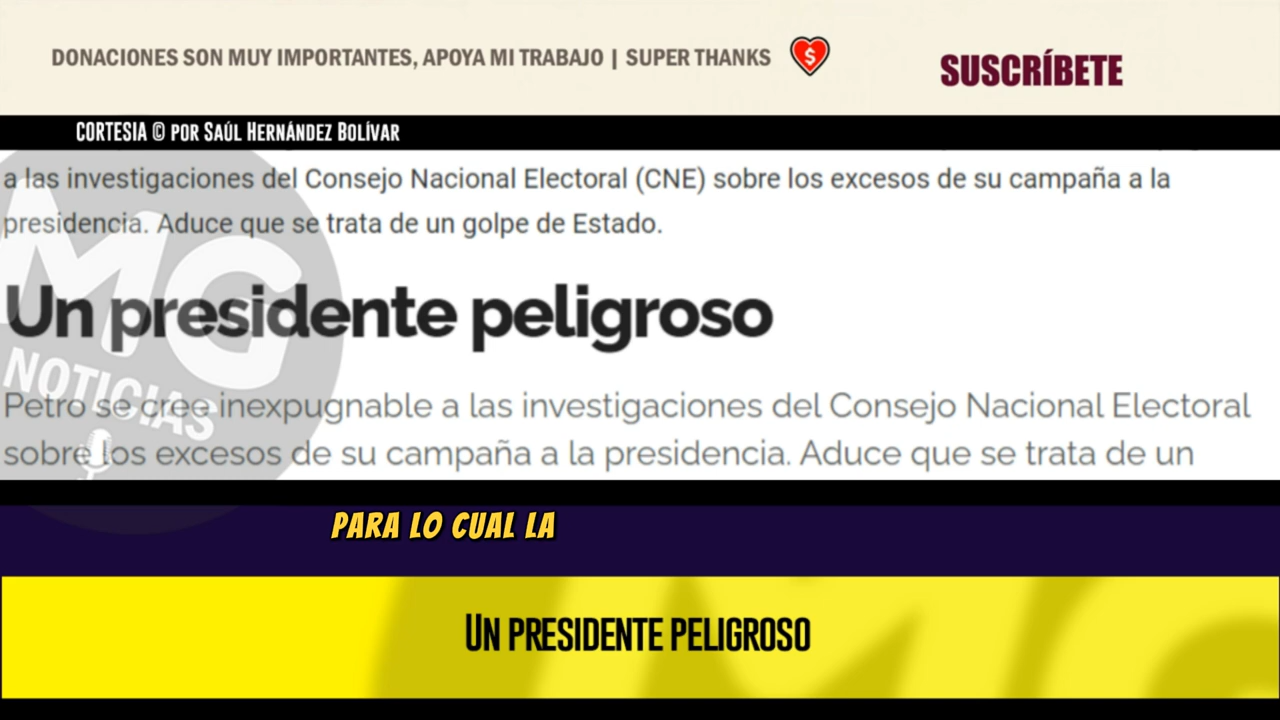 DONACIONES SON MUY IMPORTANTES, APOYA MI TRABAJO | SUPER THANKS
$
SUSCRÍBETE
CORTESIA © POR SAÚL HERNÁNDEZ BOLÍVAR
a las investigaciones del Consejo Nacional Electoral (CNE) sobre los excesos de su campaña a la
presidencia. Aduce que se trata de un golpe de Estado.
Un presidente peligroso
MG
NOTICIAS
Petro se cree inexpugnable a las investigaciones del Consejo Nacional Electoral
sobre los excesos de su campaña a la presidencia. Aduce que se trata de un
PARA LO CUAL LA
UN PRESIDENTE PELIGROSO